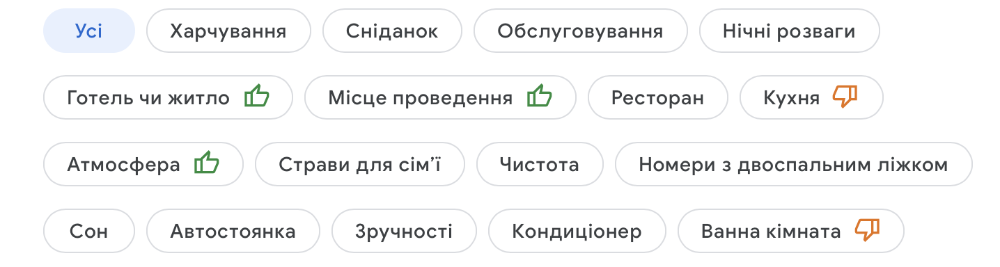 Усі Харчування Сніданок Обслуговування Нічні розваги
Готель чи житло Місце проведення Ресторан Кухня
Атмосфера Страви для сім’ї Чистота Номери з двоспальним ліжком
Сон Автостоянка Зручності Кондиціонер Ванна кімната